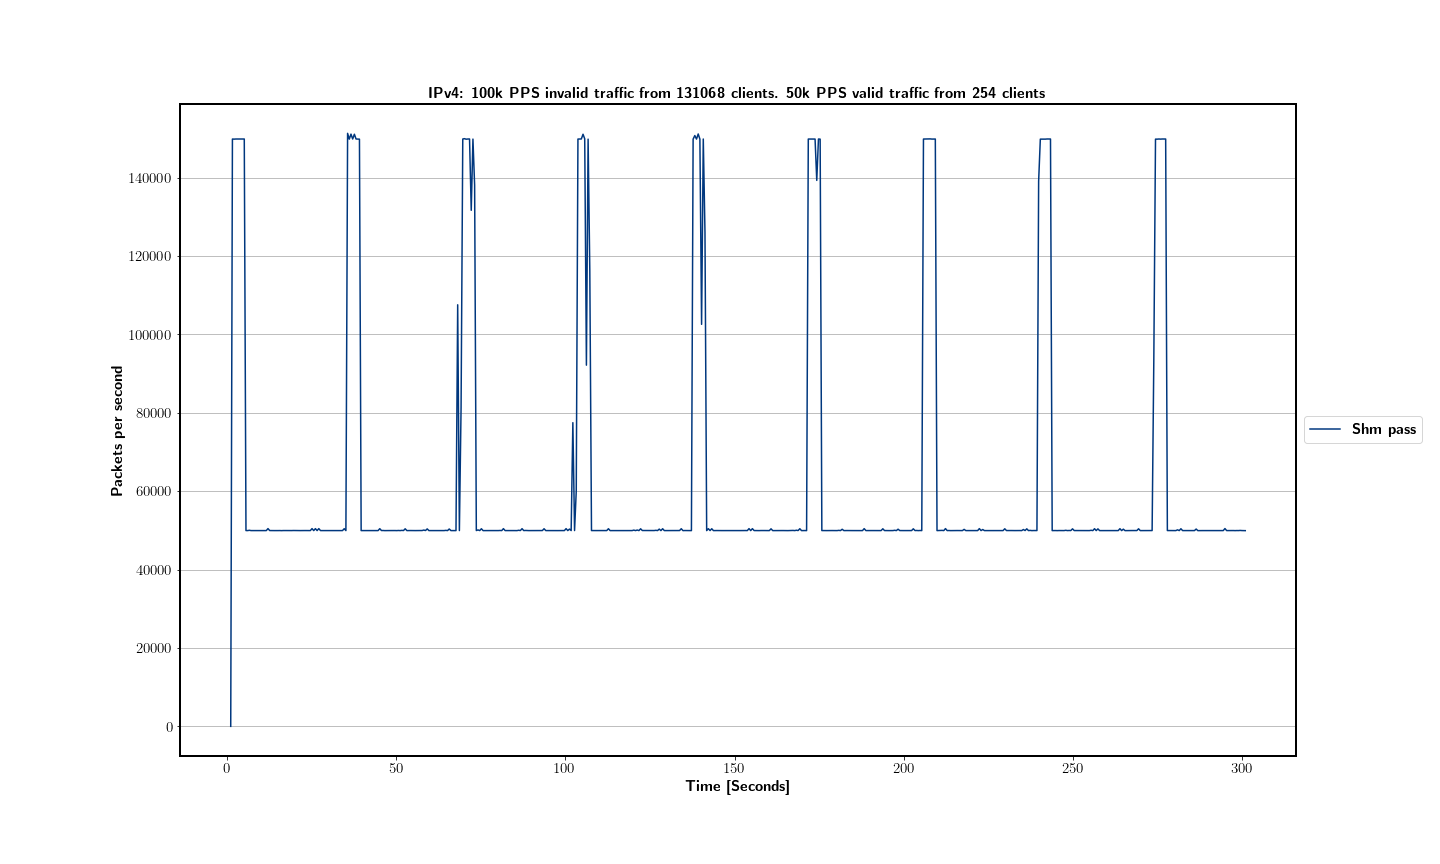 IPv4: 100k PPS invalid traffic from 131068 clients. 50k PPS valid traffic from 254 clients
140000
120000
100000
80000
60000
40000
20000
0
Packets per second
0 50 100 150 200 250 300
Time [Seconds]
Shm pass